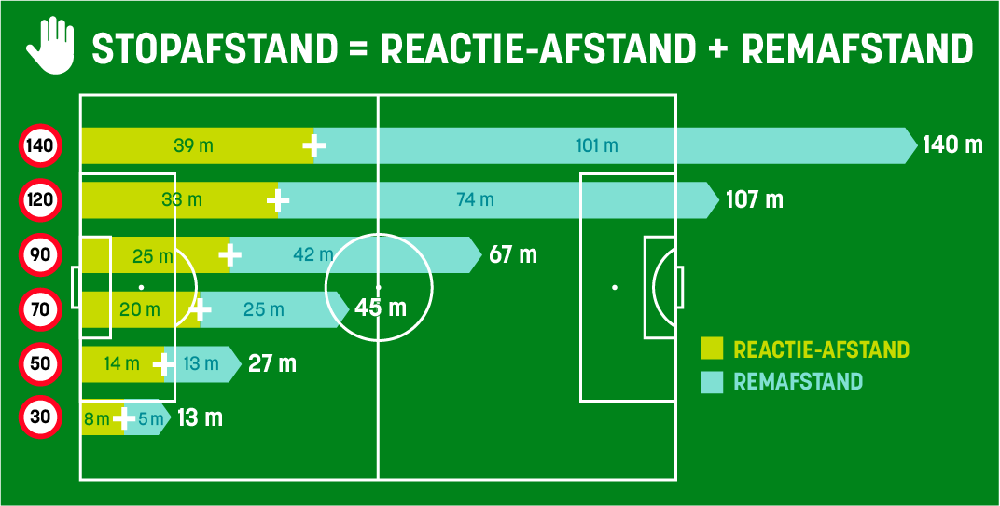 STOPAFSTAND = REACTIE-AFSTAND + REMAFSTAND
140 39 m + 101 m 140 m
120 33 m + 74 m 107 m
90 25 m + 42 m 67 m
70 20 m + 25 m 45 m
50 14 m + 13 m 27 m
30 8 m + 5 m 13 m
REACTIE-AFSTAND
REMAFSTAND